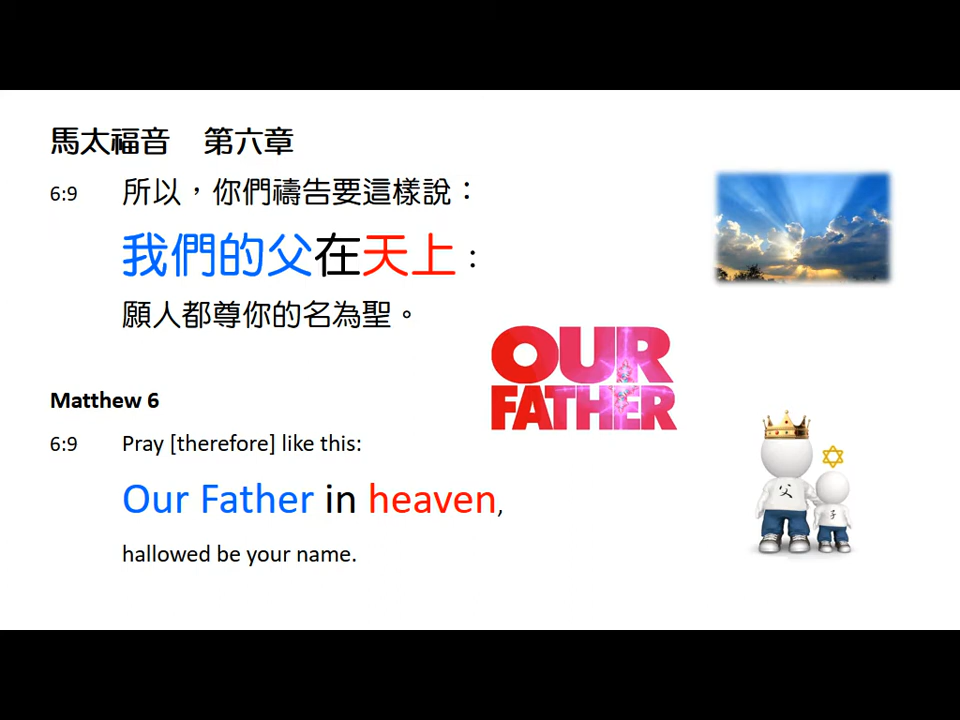 馬太福音 第六章
6:9 所以，你們禱告要這樣說：
我們的父在天上：
願人都尊你的名為聖。
OUR
FATHER
Matthew 6
6:9 Pray [therefore] like this:
Our Father in heaven,
hallowed be your name.
父
子